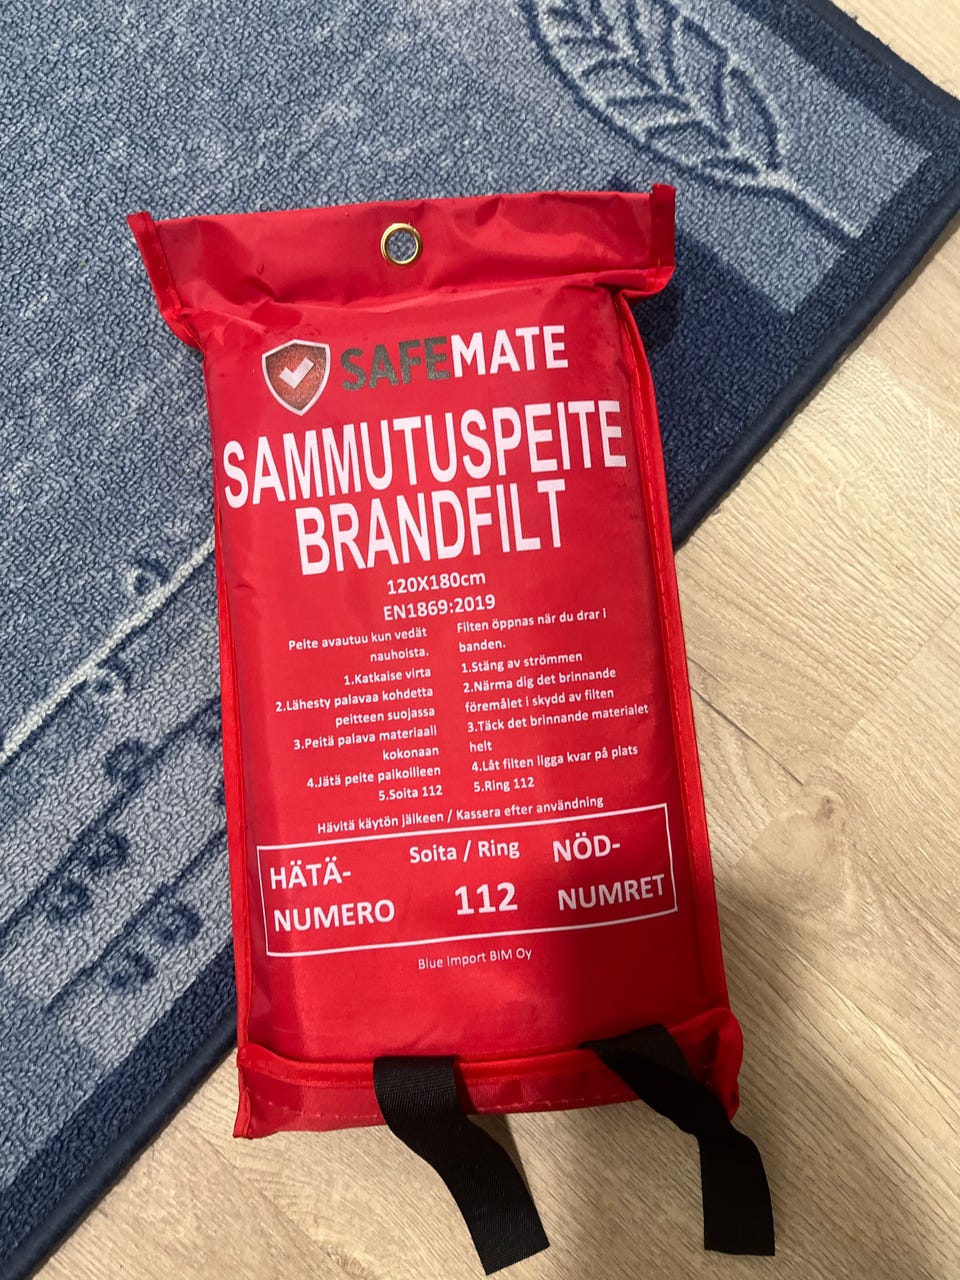 SAFEMATE
SAMMUTUSPEITE
BRANDFILT
120X180cm
EN1869:2019
Peite avautuu kun vedät
nauhoista.
1.Katkaise virta
2.Lähesty palavaa kohdetta
peitteen suojassa
3.Peitä palava materiaali
kokonaan
4.Jätä peite paikoilleen
5.Soita 112
Filten öppnas när du drar i
banden.
1.Stäng av strömmen
2.Närma dig det brinnande
föremålet i skydd av filten
3.Täck det brinnande materialet
helt
4.Låt filten ligga kvar på plats
5.Ring 112
Hävitä käytön jälkeen / Kassera efter användning
HÄTÄ-
NUMERO
Soita / Ring
112
NÖD-
NUMRET
Blue Import BIM Oy